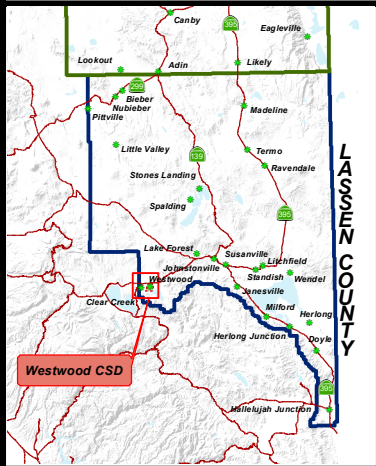 Canby
395
Eagleville
Lookout
Adin
Likely
299
Bieber
Nubieber
Pittville
Madeline
Little Valley
139
Termo
Ravendale
Stones Landing
Spalding
395
LASSEN COUNTY
Lake Forest
Susanville
Johnstonville
Litchfield
Standish
Wendel
Westwood
Janesville
Clear Creek
Milford
Herlong
Herlong Junction
Doyle
Westwood CSD
395
Hallelujah Junction